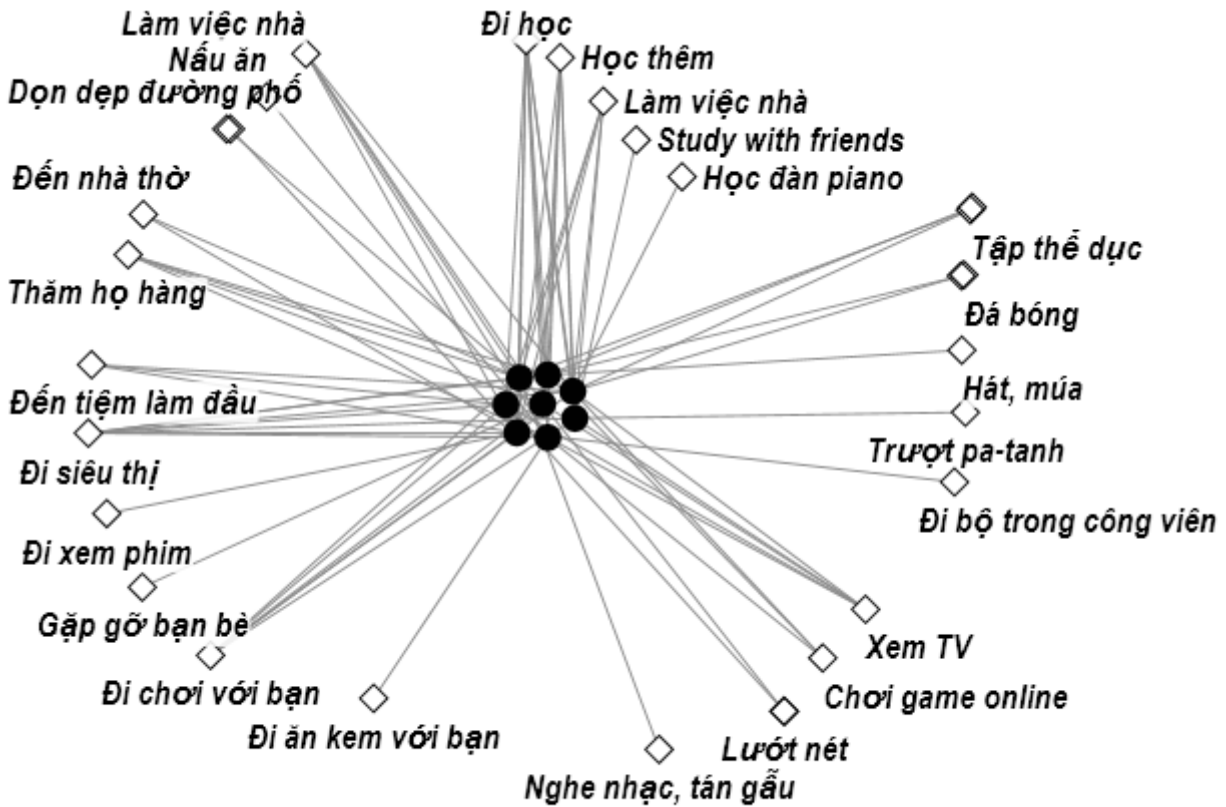 Làm việc nhà
Nấu ăn
Dọn dẹp đường phố
Đến nhà thờ
Thăm họ hàng
Đến tiệm làm đầu
Đi siêu thị
Đi xem phim
Gặp gỡ bạn bè
Đi chơi với bạn
Đi ăn kem với bạn
Đi học
Học thêm
Làm việc nhà
Study with friends
Học đàn piano
Tập thể dục
Đá bóng
Hát, múa
Trượt pa-tanh
Đi bộ trong công viên
Xem TV
Chơi game online
Lướt nét
Nghe nhạc, tán gẫu